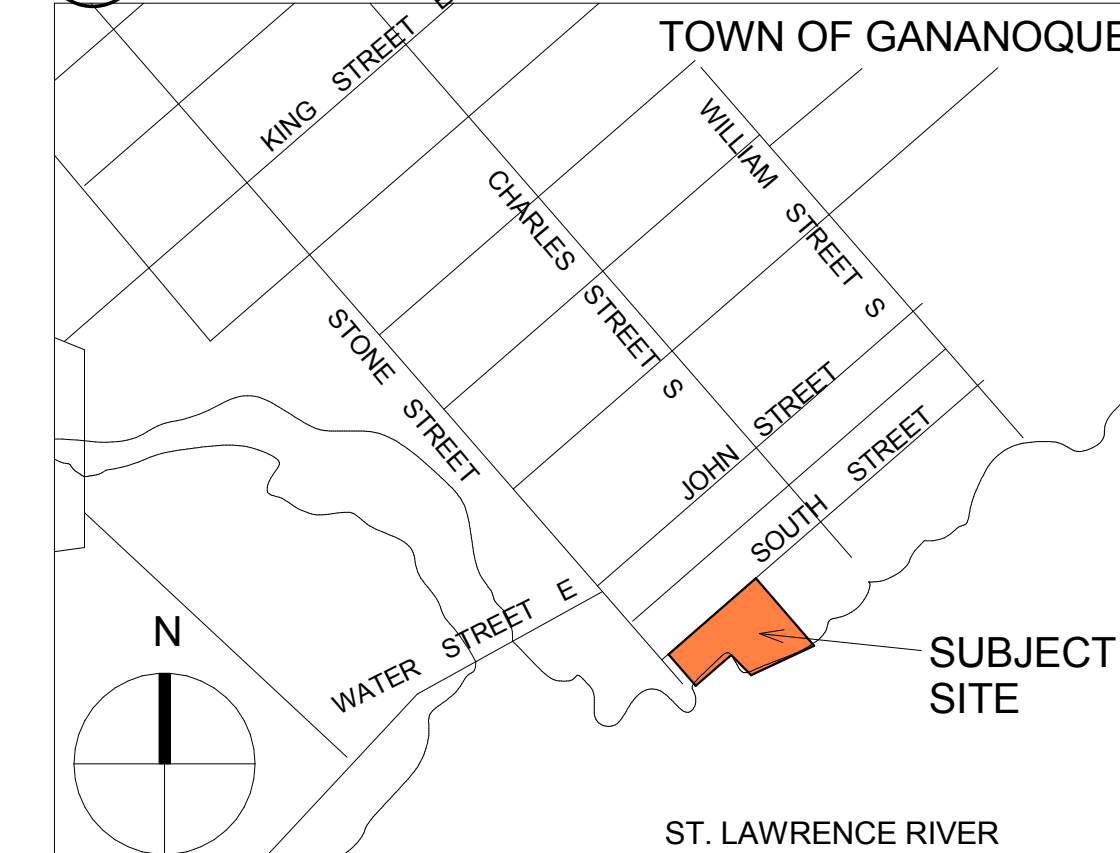 TOWN OF GANANOQUE
KING STREET E
WILLIAM STREET S
CHARLES STREET S
STONE STREET
JOHN STREET
SOUTH STREET
WATER STREET E
N
SUBJECT
SITE
ST. LAWRENCE RIVER